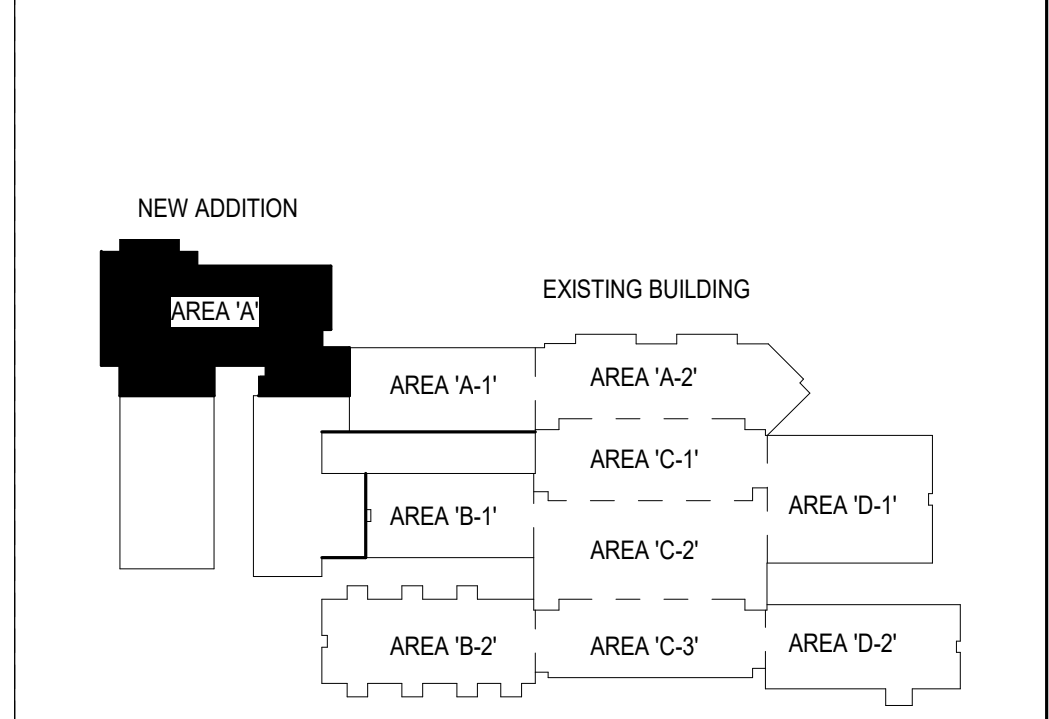 NEW ADDITION
AREA 'A'
EXISTING BUILDING
AREA 'A-1'
AREA 'A-2'
AREA 'C-1'
AREA 'B-1'
AREA 'D-1'
AREA 'C-2'
AREA 'B-2'
AREA 'C-3'
AREA 'D-2'